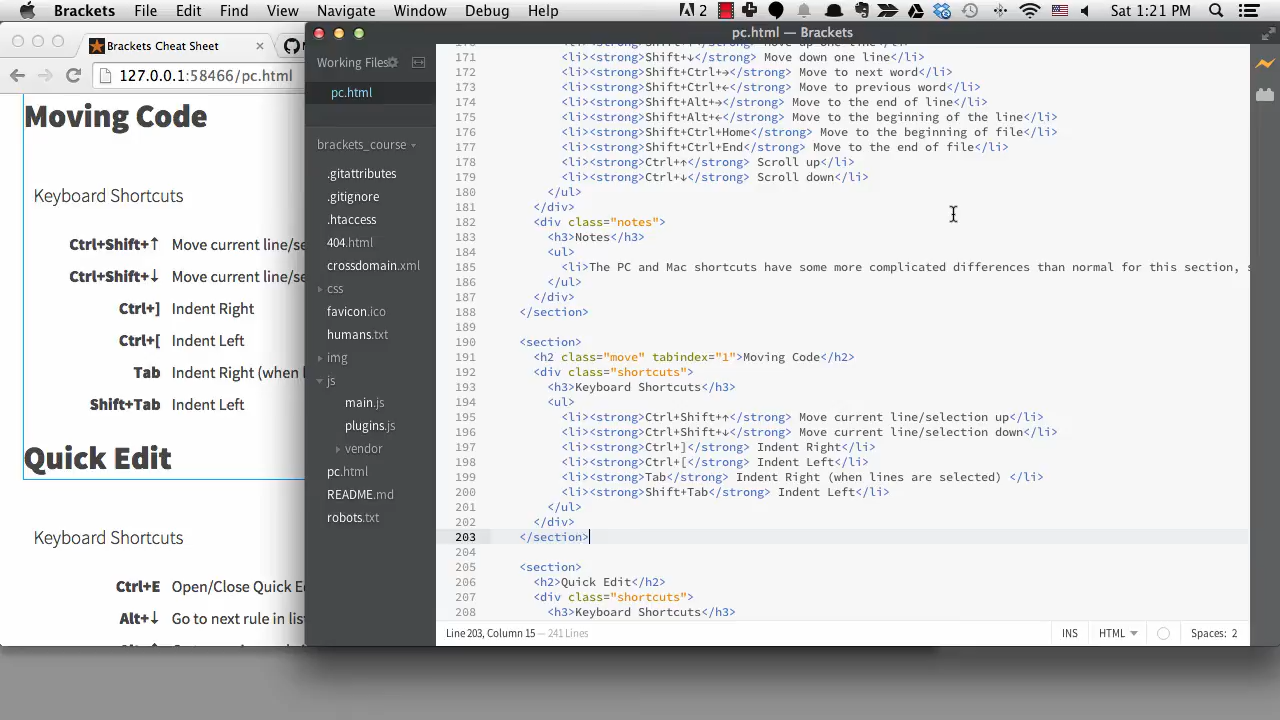 Brackets File Edit Find View Navigate Window Debug Help
2
Sat 1:21 PM
Brackets Cheat Sheet ×
127.0.0.1:58466/pc.html
Moving Code
Keyboard Shortcuts
Ctrl+Shift+↑ Move current line/se
Ctrl+Shift+↓ Move current line/se
Ctrl+] Indent Right
Ctrl+[ Indent Left
Tab Indent Right (when l
Shift+Tab Indent Left
Quick Edit
Keyboard Shortcuts
Ctrl+E Open/Close Quick Ed
Alt+↓ Go to next rule in list
pc.html — Brackets
Working Files
pc.html
brackets_course
.gitattributes
.gitignore
.htaccess
404.html
crossdomain.xml
css
favicon.ico
humans.txt
img
js
main.js
plugins.js
vendor
pc.html
README.md
robots.txt
171 <li><strong>Shift+↓</strong> Move down one line</li>
172 <li><strong>Shift+Ctrl+→</strong> Move to next word</li>
173 <li><strong>Shift+Ctrl+←</strong> Move to previous word</li>
174 <li><strong>Shift+Alt+→</strong> Move to the end of line</li>
175 <li><strong>Shift+Alt+←</strong> Move to the beginning of the line</li>
176 <li><strong>Shift+Ctrl+Home</strong> Move to the beginning of file</li>
177 <li><strong>Shift+Ctrl+End</strong> Move to the end of file</li>
178 <li><strong>Ctrl+↑</strong> Scroll up</li>
179 <li><strong>Ctrl+↓</strong> Scroll down</li>
180 </ul>
181 </div>
182 <div class="notes">
183 <h3>Notes</h3>
184 <ul>
185 <li>The PC and Mac shortcuts have some more complicated differences than normal for this section, s
186 </ul>
187 </div>
188 </section>
189
190 <section>
191 <h2 class="move" tabindex="1">Moving Code</h2>
192 <div class="shortcuts">
193 <h3>Keyboard Shortcuts</h3>
194 <ul>
195 <li><strong>Ctrl+Shift+↑</strong> Move current line/selection up</li>
196 <li><strong>Ctrl+Shift+↓</strong> Move current line/selection down</li>
197 <li><strong>Ctrl+]</strong> Indent Right</li>
198 <li><strong>Ctrl+[</strong> Indent Left</li>
199 <li><strong>Tab</strong> Indent Right (when lines are selected) </li>
200 <li><strong>Shift+Tab</strong> Indent Left</li>
201 </ul>
202 </div>
203 </section>
204
205 <section>
206 <h2>Quick Edit</h2>
207 <div class="shortcuts">
208 <h3>Keyboard Shortcuts</h3>
Line 203, Column 15 — 241 Lines
INS HTML Spaces: 2